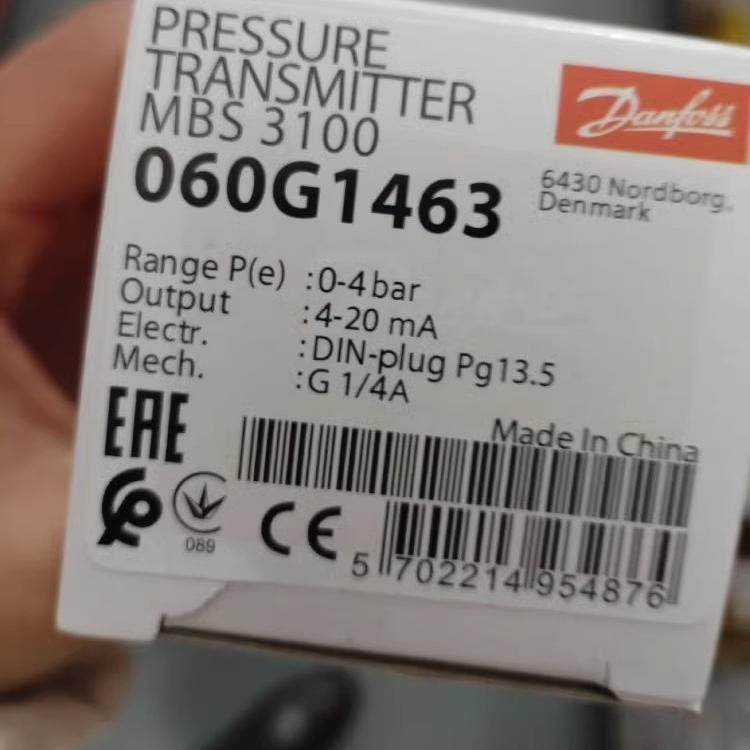 PRESSURE
TRANSMITTER
MBS 3100
060G1463
Danfoss
6430 Nordborg.
Denmark
Range P(e) :0-4 bar
Output :4-20 mA
Electr. :DIN-plug Pg13.5
Mech. :G 1/4A
EAC
Made In China
089
CE
5 702214 954876